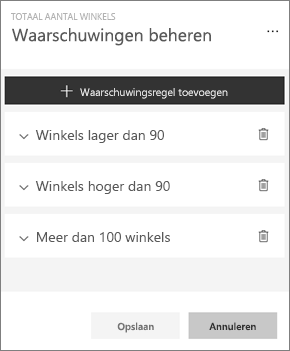 TOTAAL AANTAL WINKELS
Waarschuwingen beheren
Waarschuwingsregel toevoegen
Winkels lager dan 90
Winkels hoger dan 90
Meer dan 100 winkels
Opslaan Annuleren